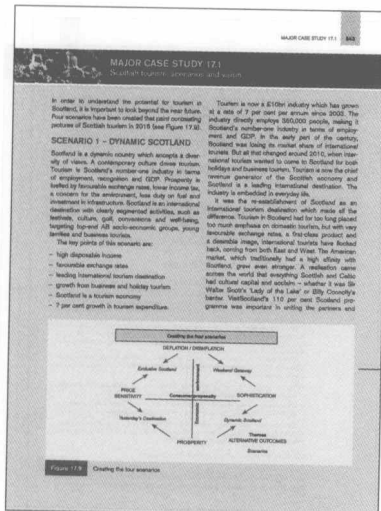 MAJOR CASE STUDY 17.1
MAJOR CASE STUDY 17.1
Scottish tourism: scenarios and vision
In order to understand the potential for tourism in
Scotland, it is important to look beyond the near future.
Four scenarios have been created that paint contrasting
pictures of Scottish tourism in 2015 (see Figure 17.9).
SCENARIO 1 – DYNAMIC SCOTLAND
Scotland is a dynamic country which accepts a diver-
sity of views. A contemporary culture drives tourism.
Tourism is Scotland's number-one industry in terms
of employment, recognition and GDP. Prosperity is
fuelled by favourable exchange rates, lower income tax,
a concern for the environment, less duty on fuel and
investment in infrastructure. Scotland is an international
destination with clearly segmented activities, such as
festivals, culture, golf, conferences and well-being,
targeting top-end AB socio-economic groups, young
families and business tourists.
The key points of this scenario are:
– high disposable income
– favourable exchange rates
– leading international tourism destination
– growth from business and holiday tourism
– Scotland is a tourism economy
– 7 per cent growth in tourism expenditure.
Tourism is now a £10bn industry which has grown
at a rate of 7 per cent per annum since 2003. The
industry directly employs people, making it
Scotland's number-one industry in terms of employ-
ment and GDP. In the early part of the century,
Scotland was losing its market share of international
tourists. But all that changed around 2010, when inter-
national tourists wanted to come to Scotland for both
holidays and business tourism. Tourism is now the chief
revenue generator of the Scottish economy and
Scotland is a leading international destination. The
industry is embedded in everyday life.
It was the re-establishment of Scotland as an
international tourism destination which made all the
difference. Tourism in Scotland had for too long placed
too much emphasis on domestic tourism, but with very
favourable exchange rates, a first-class product and
a desirable image, international tourists have flocked
back, coming from both East and West. The American
market, which traditionally had a high affinity with
Scotland, grew even stronger. A realisation came
across the world that everything Scottish and Celtic
had cultural capital and acclaim – whether it was Sir
Walter Scott's 'Lady of the Lake' or Billy Connolly's
banter. VisitScotland's 110 per cent Scotland pro-
gramme was important in uniting the partners and
Creating the four scenarios
DEFLATION / DISINFLATION
Exclusive Scotland
Weekend Getaway
PRICE
SENSITIVITY
Consumer
SOPHISTICATION
Yesterday's Destination
Dynamic Scotland
PROSPERITY
Themes
ALTERNATIVE OUTCOMES
Scenarios
Figure 17.9 Creating the four scenarios